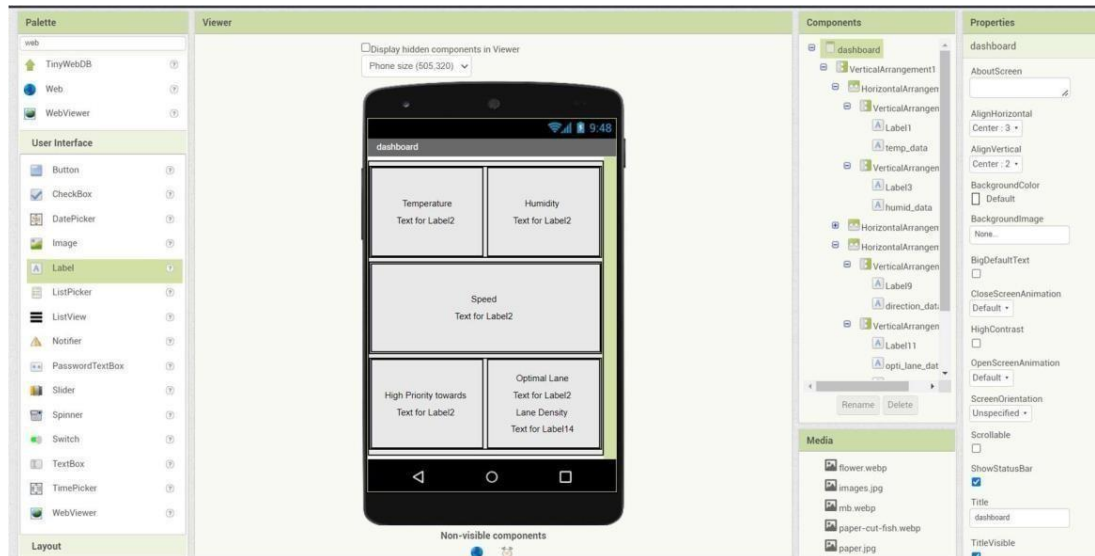 Palette
web
TinyWebDB
Web
WebViewer
User Interface
Button
CheckBox
DatePicker
Image
Label
ListPicker
ListView
Notifier
PasswordTextBox
Slider
Spinner
Switch
TextBox
TimePicker
WebViewer
Layout
Viewer
Display hidden components in Viewer
Phone size (505,320)
9:48
dashboard
Temperature
Text for Label2
Humidity
Text for Label2
Speed
Text for Label2
High Priority towards
Text for Label2
Optimal Lane
Text for Label2
Lane Density
Text for Label14
Non-visible components
Components
dashboard
VerticalArrangement1
HorizontalArrangen
VerticalArrangen
Label1
temp_data
VerticalArrangen
Label3
humid_data
HorizontalArrangen
HorizontalArrangen
VerticalArrangen
Label9
direction_data
VerticalArrangen
Label11
opti_lane_dat
Rename Delete
Media
flower.webp
images.jpg
mb.webp
paper-cut-fish.webp
paper.jpg
Properties
dashboard
AboutScreen
AlignHorizontal
Center : 3
AlignVertical
Center : 2
BackgroundColor
Default
BackgroundImage
None...
BigDefaultText
CloseScreenAnimation
Default
HighContrast
OpenScreenAnimation
Default
ScreenOrientation
Unspecified
Scrollable
ShowStatusBar
Title
dashboard
TitleVisible